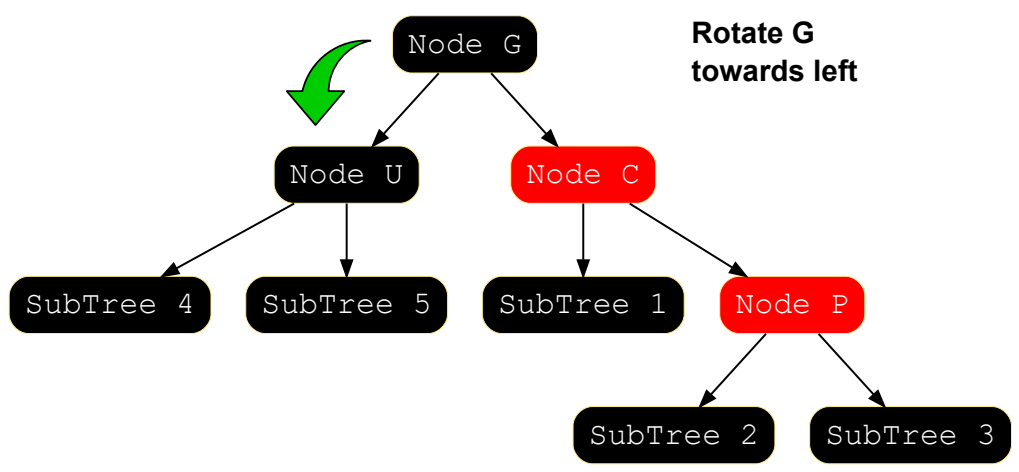 Node G
Rotate G
towards left
Node U
Node C
SubTree 4
SubTree 5
SubTree 1
Node P
SubTree 2
SubTree 3